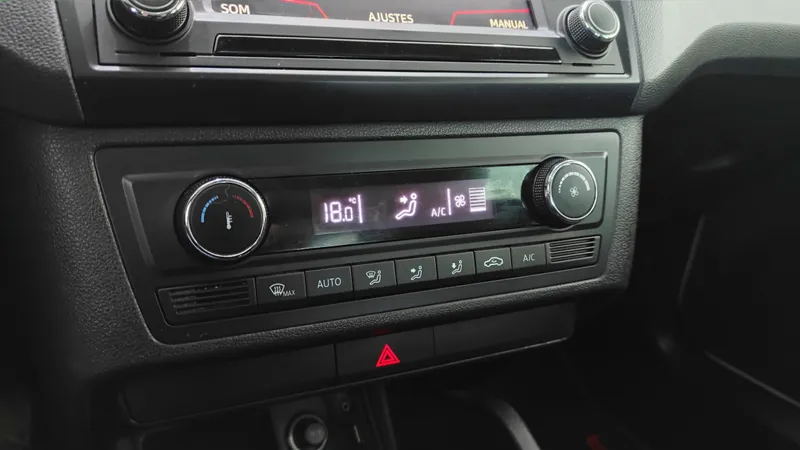 SOM
AJUSTES
MANUAL
18.0°C
A/C
MAX
AUTO
A/C